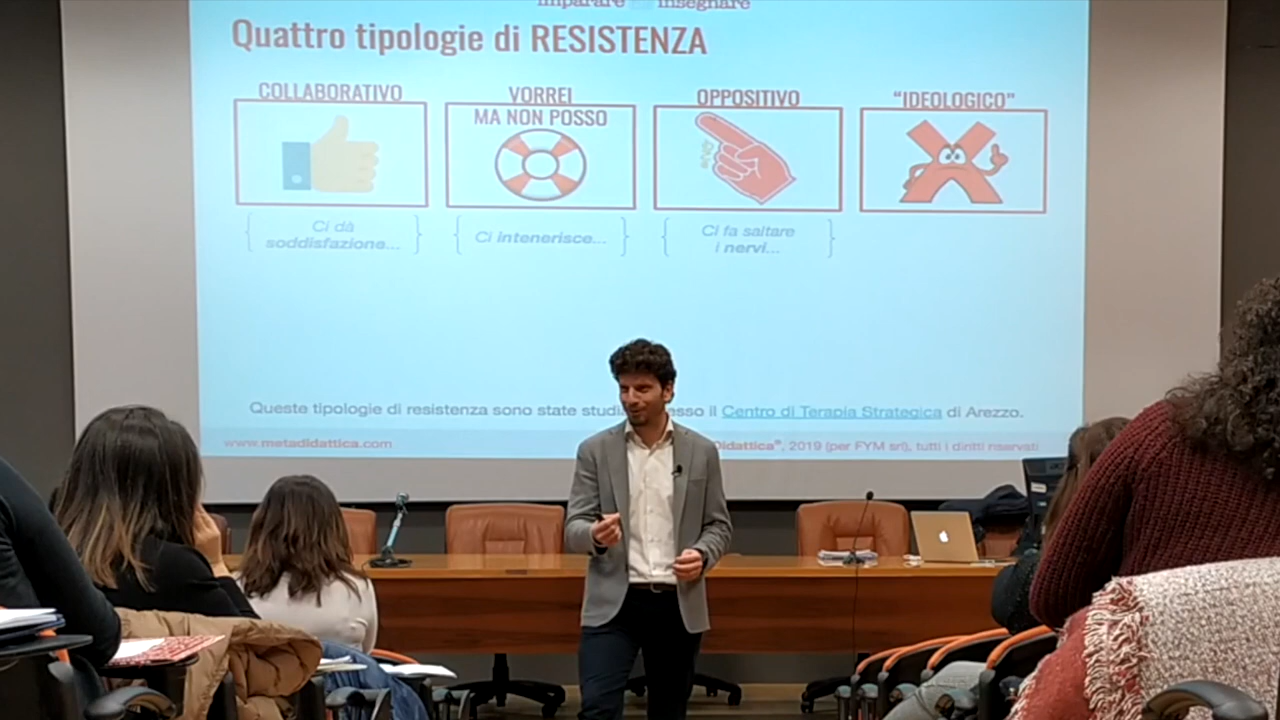 imparare insegnare
Quattro tipologie di RESISTENZA
COLLABORATIVO
VORREI
MA NON POSSO
OPPOSITIVO
“IDEOLOGICO”
Ci dà
soddisfazione...
Ci intenerisce...
Ci fa saltare
i nervi...
Queste tipologie di resistenza sono state il Centro di Terapia Strategica di Arezzo.
www.metadidattica.com
Didattica®, 2019 (per FYM srl), tutti i diritti riservati